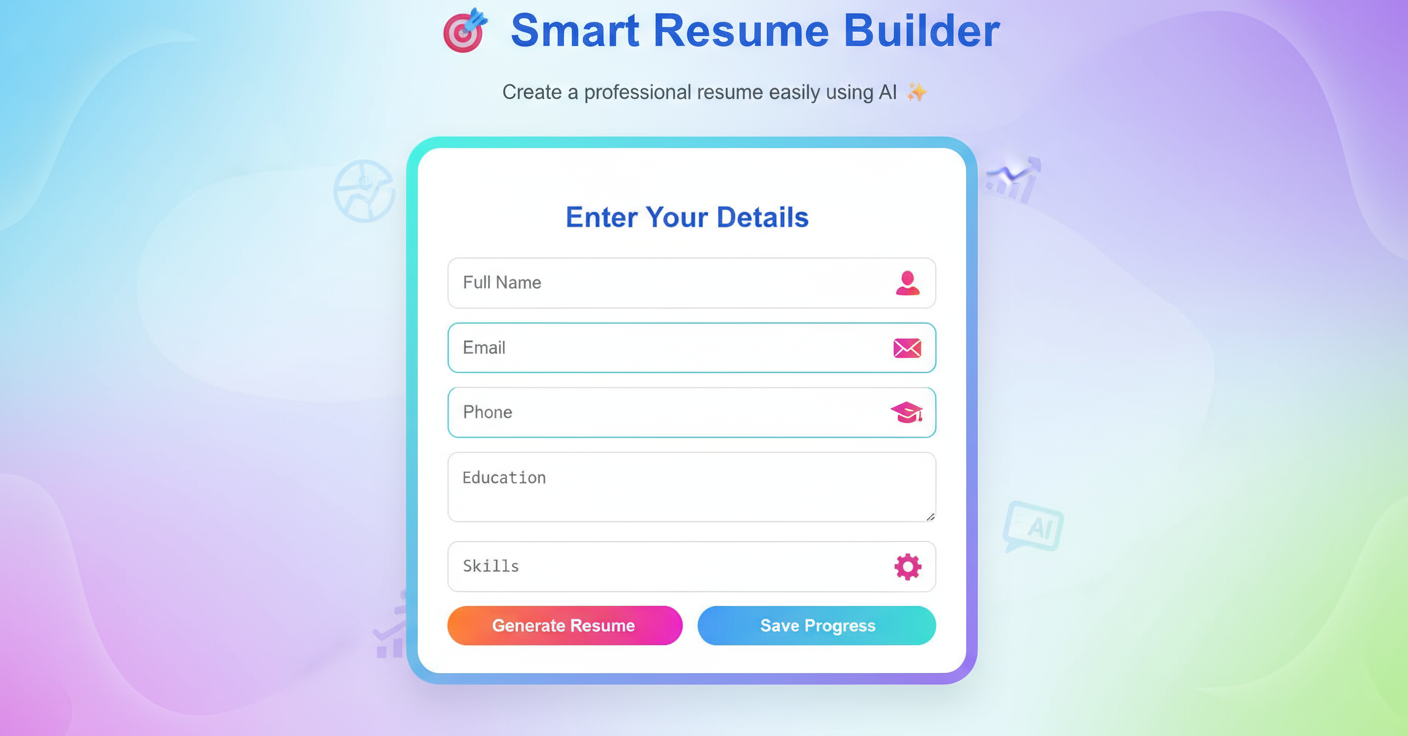 Smart Resume Builder
Create a professional resume easily using AI ✨
Enter Your Details
Full Name
Email
Phone
Education
AI
Skills
Generate Resume Save Progress